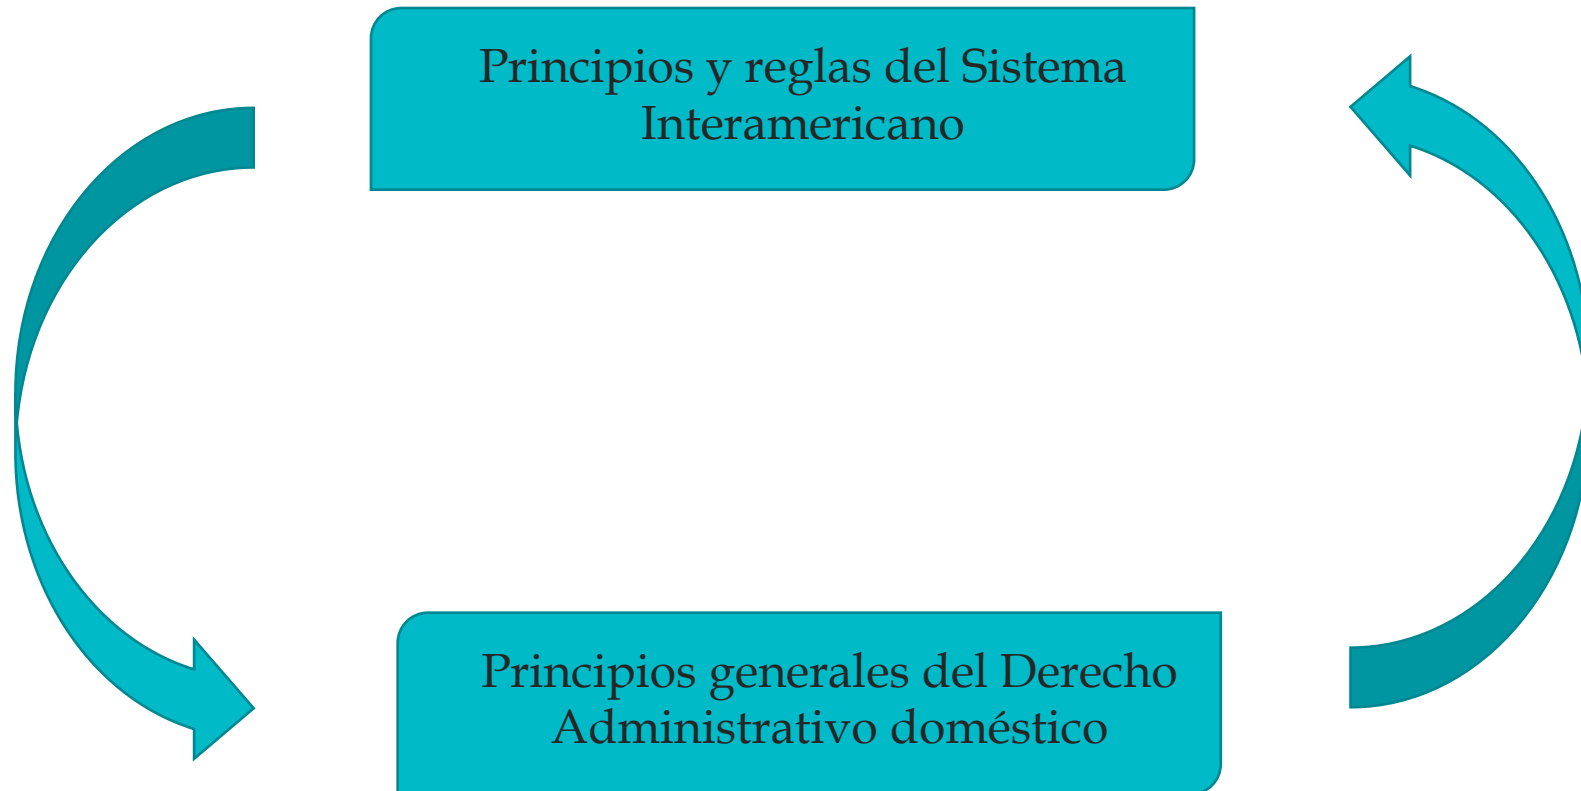 Principios y reglas del Sistema
Interamericano
Principios generales del Derecho
Administrativo doméstico